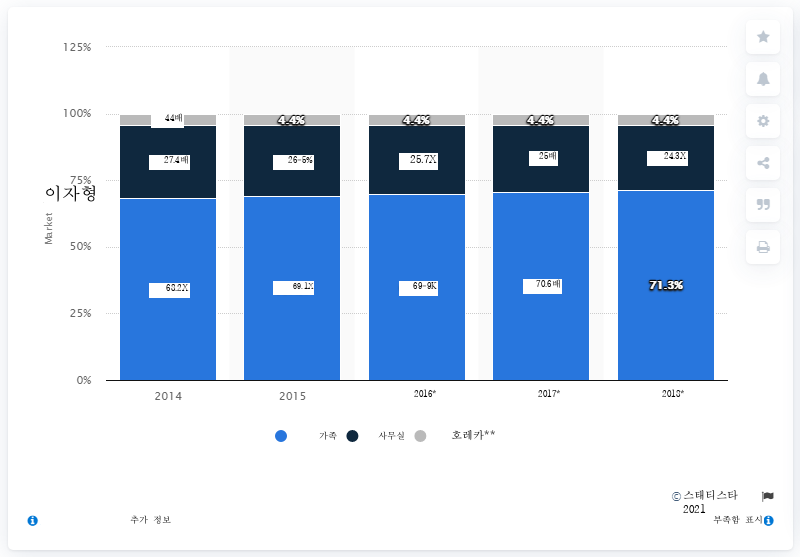 125%
100%
75%
50%
25%
0%
이자형
Market
44배
4.4%
4.4%
4.4%
4.4%
27.4배
26-5%
25.7X
25배
24.3X
63.2X
69.1X
69-9X
70.6배
71.3%
2014
2015
2016*
2017*
2018*
가족
사무실
호레카**
© 스태티스타
2021
추가 정보
부족함 표시